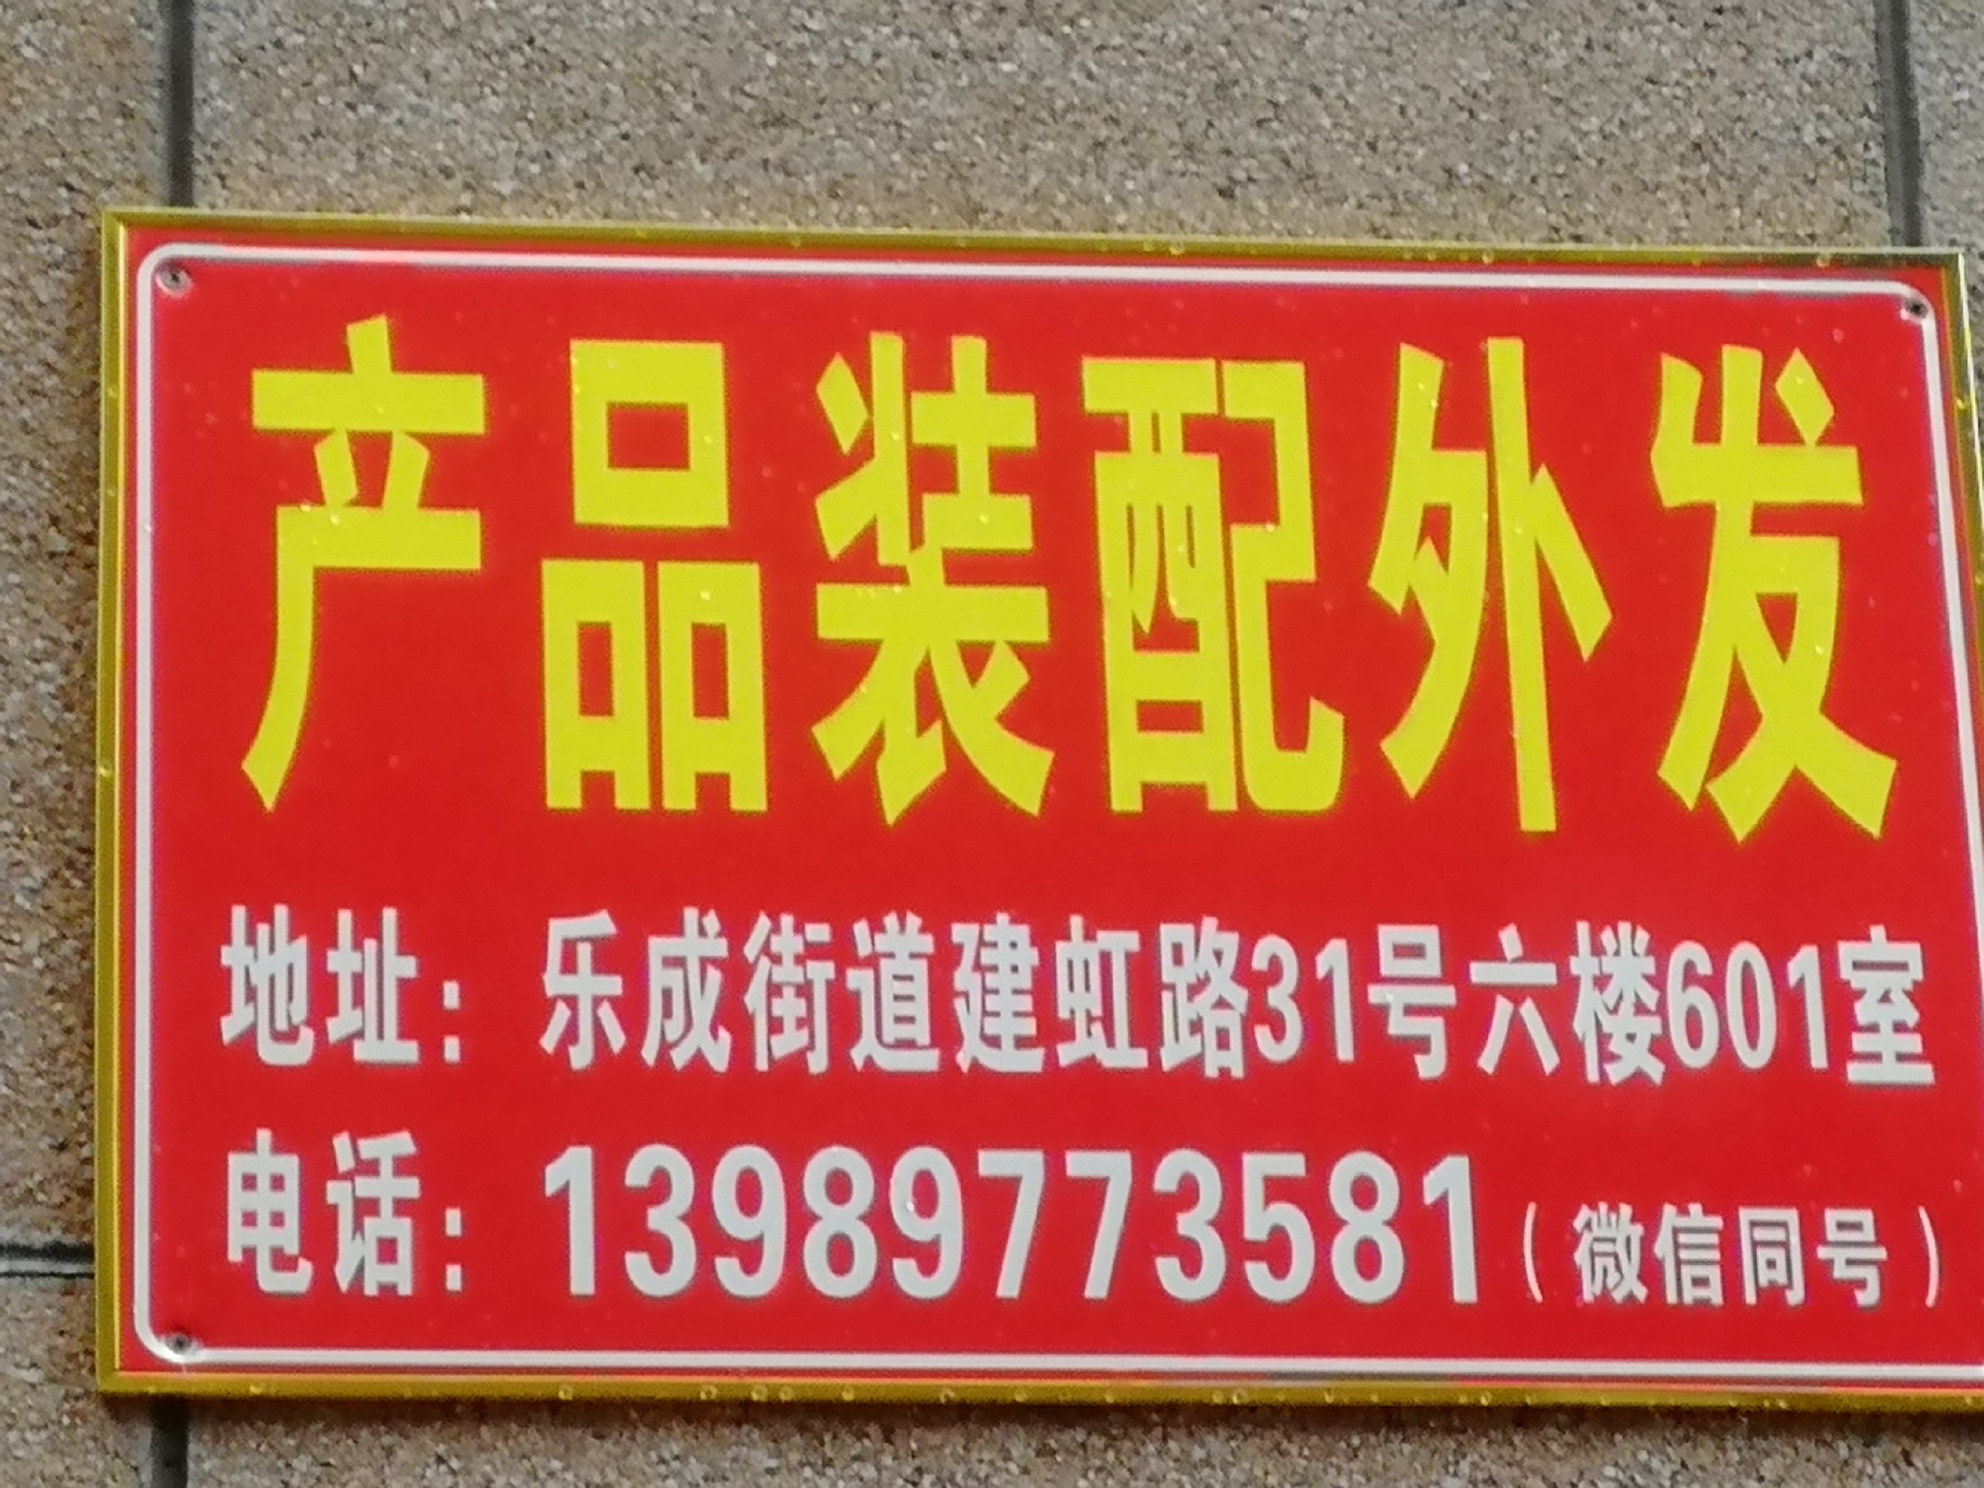 产品装配外发
地址：乐成街道建虹路31号六楼601室
电话：13989773581（微信同号）